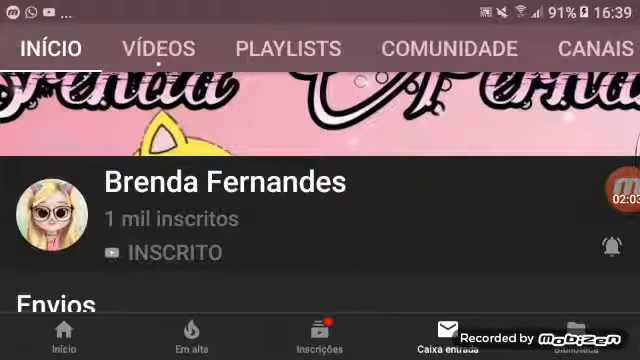 ... 91% 16:39
INÍCIO VÍDEOS PLAYLISTS COMUNIDADE CANAIS
Brenda Fernandes
1 mil inscritos
02:03
INSCRITO
Envios
Início Em alta Inscrições Caixa entrada Biblioteca
Recorded by MOBIZEN